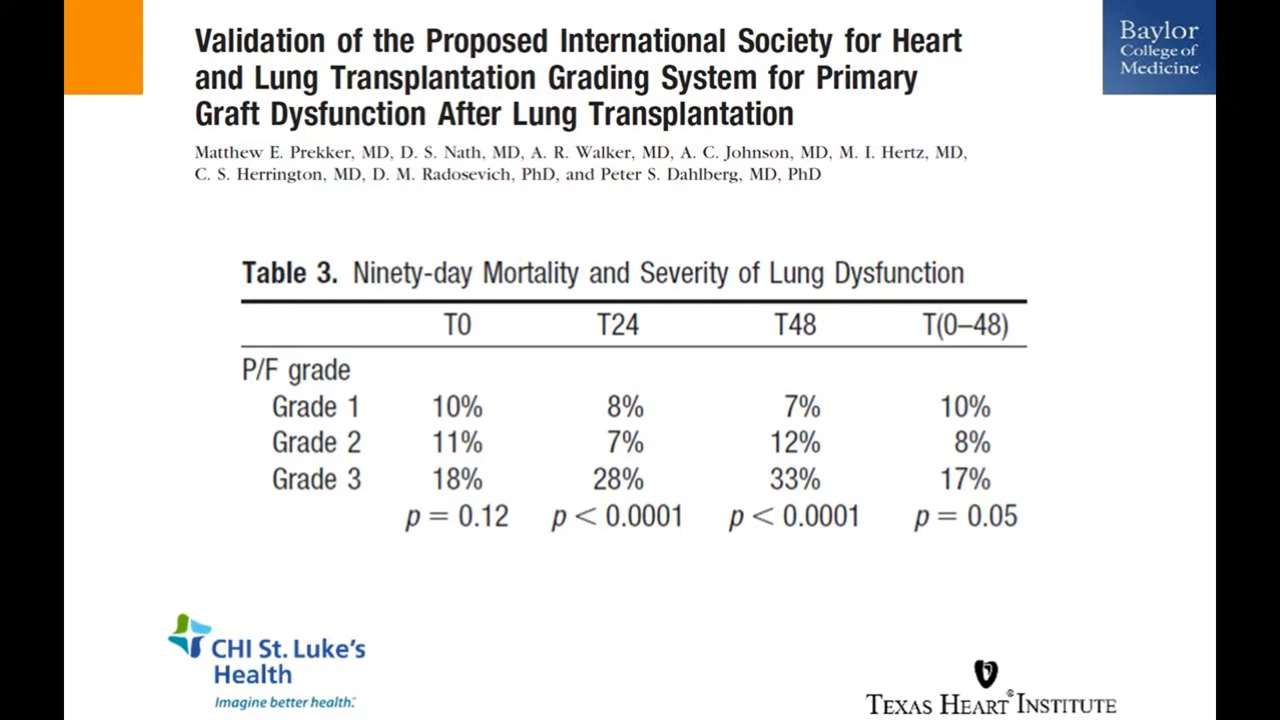 Validation of the Proposed International Society for Heart
and Lung Transplantation Grading System for Primary
Graft Dysfunction After Lung Transplantation
Baylor
College of
Medicine
Matthew E. Prekker, MD, D. S. Nath, MD, A. R. Walker, MD, A. C. Johnson, MD, M. I. Hertz, MD,
C. S. Herrington, MD, D. M. Radosevich, PhD, and Peter S. Dahlberg, MD, PhD
Table 3. Ninety-day Mortality and Severity of Lung Dysfunction
T0 T24 T48 T(0–48)
P/F grade
Grade 1 10% 8% 7% 10%
Grade 2 11% 7% 12% 8%
Grade 3 18% 28% 33% 17%
p = 0.12 p < 0.0001 p < 0.0001 p = 0.05
CHI St. Luke's
Health
Imagine better health.™
TEXAS HEART® INSTITUTE